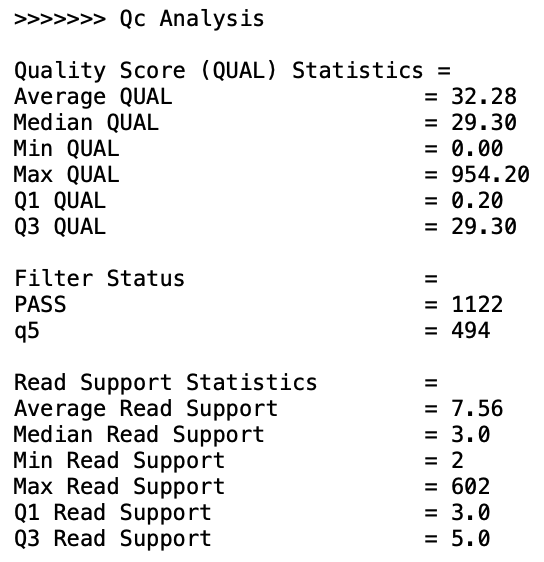 >>>>>>> Qc Analysis

Quality Score (QUAL) Statistics =
Average QUAL                   = 32.28
Median QUAL                    = 29.30
Min QUAL                       = 0.00
Max QUAL                       = 954.20
Q1 QUAL                        = 0.20
Q3 QUAL                        = 29.30

Filter Status                  =
PASS                           = 1122
q5                             = 494

Read Support Statistics        =
Average Read Support           = 7.56
Median Read Support            = 3.0
Min Read Support               = 2
Max Read Support               = 602
Q1 Read Support                = 3.0
Q3 Read Support                = 5.0